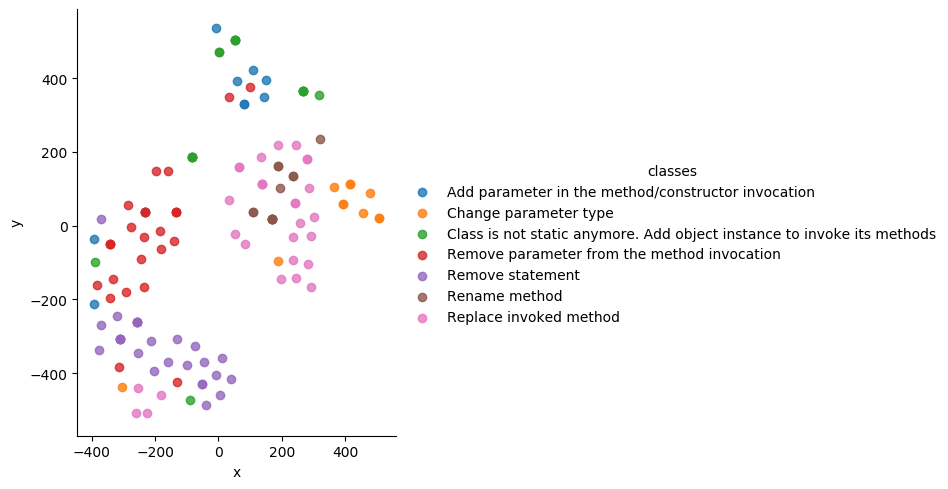 400
200
0
−200
−400
y
−400
−200
0
200
400
x
classes
Add parameter in the method/constructor invocation
Change parameter type
Class is not static anymore. Add object instance to invoke its methods
Remove parameter from the method invocation
Remove statement
Rename method
Replace invoked method